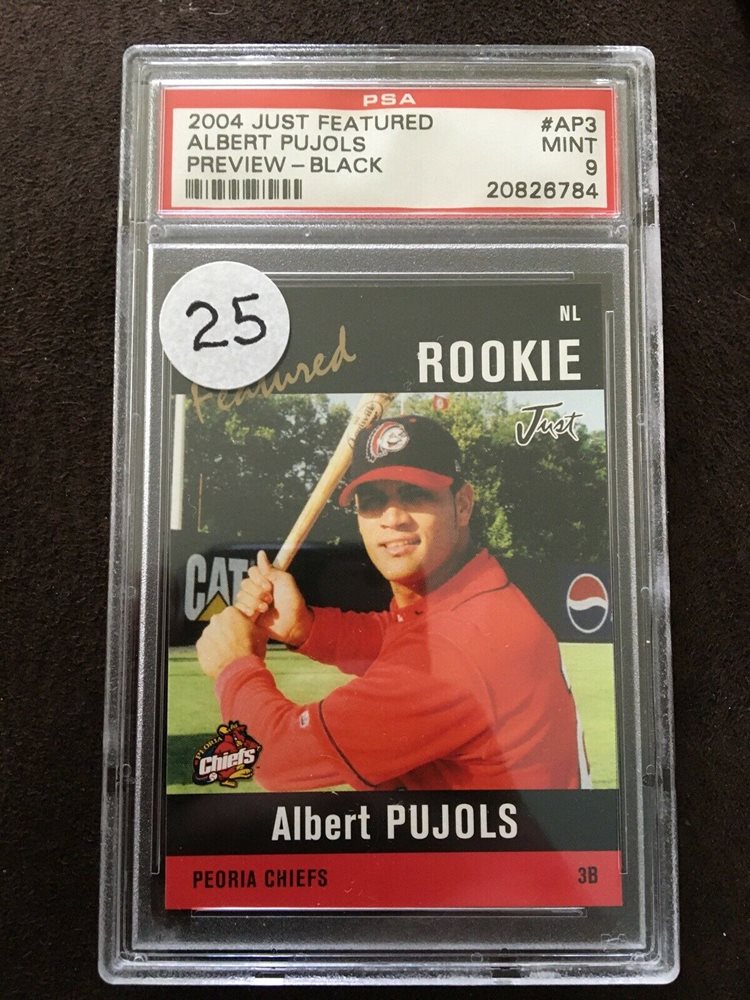 PSA
2004 JUST FEATURED #AP3
ALBERT PUJOLS MINT
PREVIEW - BLACK 9
20826784
25
NL
Featured
ROOKIE
Just
CAT
PEORIA
Chiefs
Albert PUJOLS
PEORIA CHIEFS 3B